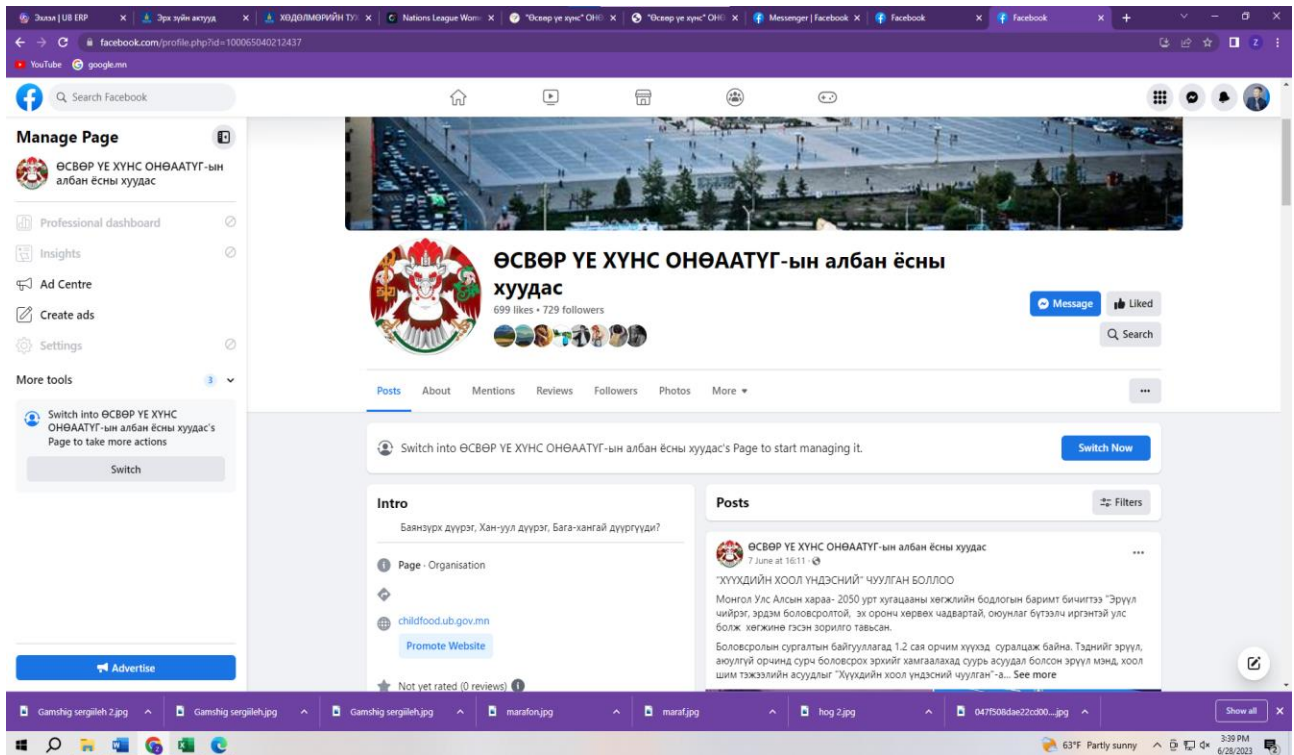 Эхлэл | UB ERP
Эрх зүйн актууд
ХӨДӨЛМӨРИЙН ТУХ
Nations League Wom
"Өсвөр үе хүнс" ОНӨ
"Өсвөр үе хүнс" ОНӨ
Messenger | Facebook
Facebook
Facebook
facebook.com/profile.php?id=100065040212437
YouTube
google.mn
Search Facebook
Manage Page
ӨСВӨР ҮЕ ХҮНС ОНӨААТҮГ-ын
албан ёсны хуудас
Professional dashboard
Insights
Ad Centre
Create ads
Settings
More tools
3
Switch into ӨСВӨР ҮЕ ХҮНС
ОНӨААТҮГ-ын албан ёсны хуудас's
Page to take more actions
Switch
Advertise
ӨСВӨР ҮЕ ХҮНС ОНӨААТҮГ-ын албан ёсны
хуудас
699 likes • 729 followers
Message
Liked
Search
Posts About Mentions Reviews Followers Photos More
Switch into ӨСВӨР ҮЕ ХҮНС ОНӨААТҮГ-ын албан ёсны хуудас's Page to start managing it.
Switch Now
Intro
Баянзүрх дүүрэг, Хан-уул дүүрэг, Бага-хангай дүүргүүди?
Page · Organisation
childfood.ub.gov.mn
Promote Website
Not yet rated (0 reviews)
Posts
Filters
ӨСВӨР ҮЕ ХҮНС ОНӨААТҮГ-ын албан ёсны хуудас
7 June at 16:11
"ХҮҮХДИЙН ХООЛ ҮНДЭСНИЙ" ЧУУЛГАН БОЛЛОО
Монгол Улс Алсын хараа- 2050 урт хугацааны хөгжлийн бодлогын баримт бичигтээ "Эрүүл
чийрэг, эрдэм боловсролтой, эх оронч хөрвөх чадвартай, оюунлаг бүтээлч иргэнтэй улс
болж хөгжинө гэсэн зорилго тавьсан.
Боловсролын сургалтын байгууллагад 1.2 сая орчим хүүхэд суралцаж байна. Тэднийг эрүүл,
аюулгүй орчинд сурч боловсрох эрхийг хамгаалахад суурь асуудал болсон эрүүл мэнд, хоол
шим тэжээлийн асуудлыг "Хүүхдийн хоол үндэсний чуулган"-а... See more
Gamshig sergiileh 2.jpg
Gamshig sergiileh.jpg
Gamshig sergiileh.jpg
marafon.jpg
maraf.jpg
hog 2.jpg
047f508dae22cd00....jpg
Show all
63°F Partly sunny
3:39 PM
6/28/2023